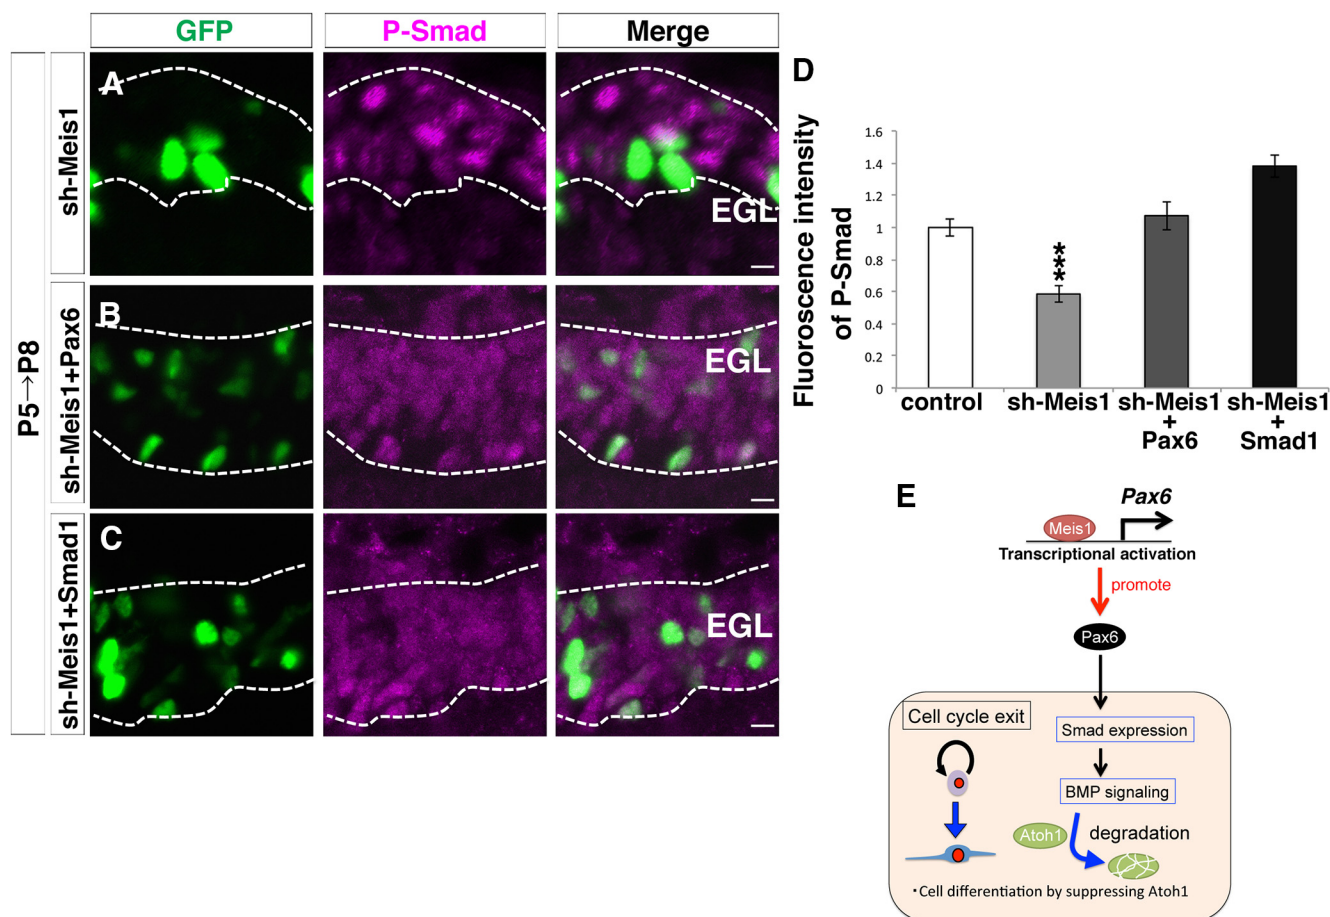 GFP
P-Smad
Merge
P5→P8
sh-Meis1
A
EGL
sh-Meis1+Pax6
B
EGL
sh-Meis1+Smad1
C
EGL
D
Fluoroscence intensity
of P-Smad
1.6
1.4
1.2
1
0.8
0.6
0.4
0.2
0
***
control
sh-Meis1
sh-Meis1
+
Pax6
sh-Meis1
+
Smad1
E
Pax6
Meis1
Transcriptional activation
promote
Pax6
Cell cycle exit
Smad expression
BMP signaling
Atoh1
degradation
・Cell differentiation by suppressing Atoh1